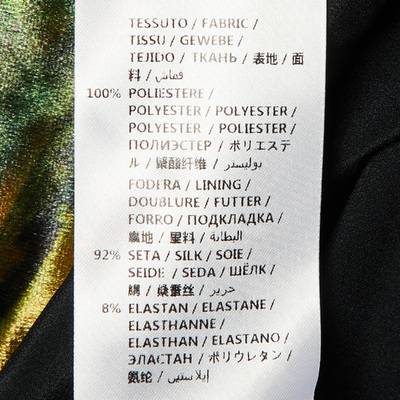 TESSUTO / FABRIC /
TISSU / GEWEBE /
TEJIDO / ТКАНЬ / 表地 / 面
料 / قماش /
100% POLIESTERE /
POLYESTER / POLYESTER /
POLYESTER / POLIESTER /
ПОЛИЭСТЕР / ポリエステ
ル / 聚酸纤维 / بوليستر /
FODERA / LINING /
DOUBLURE / FUTTER /
FORRO / ПОДКЛАДКА /
裏地 / 里料 / البطانة /
92% SETA / SILK / SOIE /
SEIDE / SEDA / ШЁЛК /
絹 / 桑蚕丝 / حرير /
8% ELASTAN / ELASTANE /
ELASTHANNE /
ELASTHAN / ELASTANO /
ЭЛАСТАН / ポリウレタン /
氨纶 / إيلاستين /